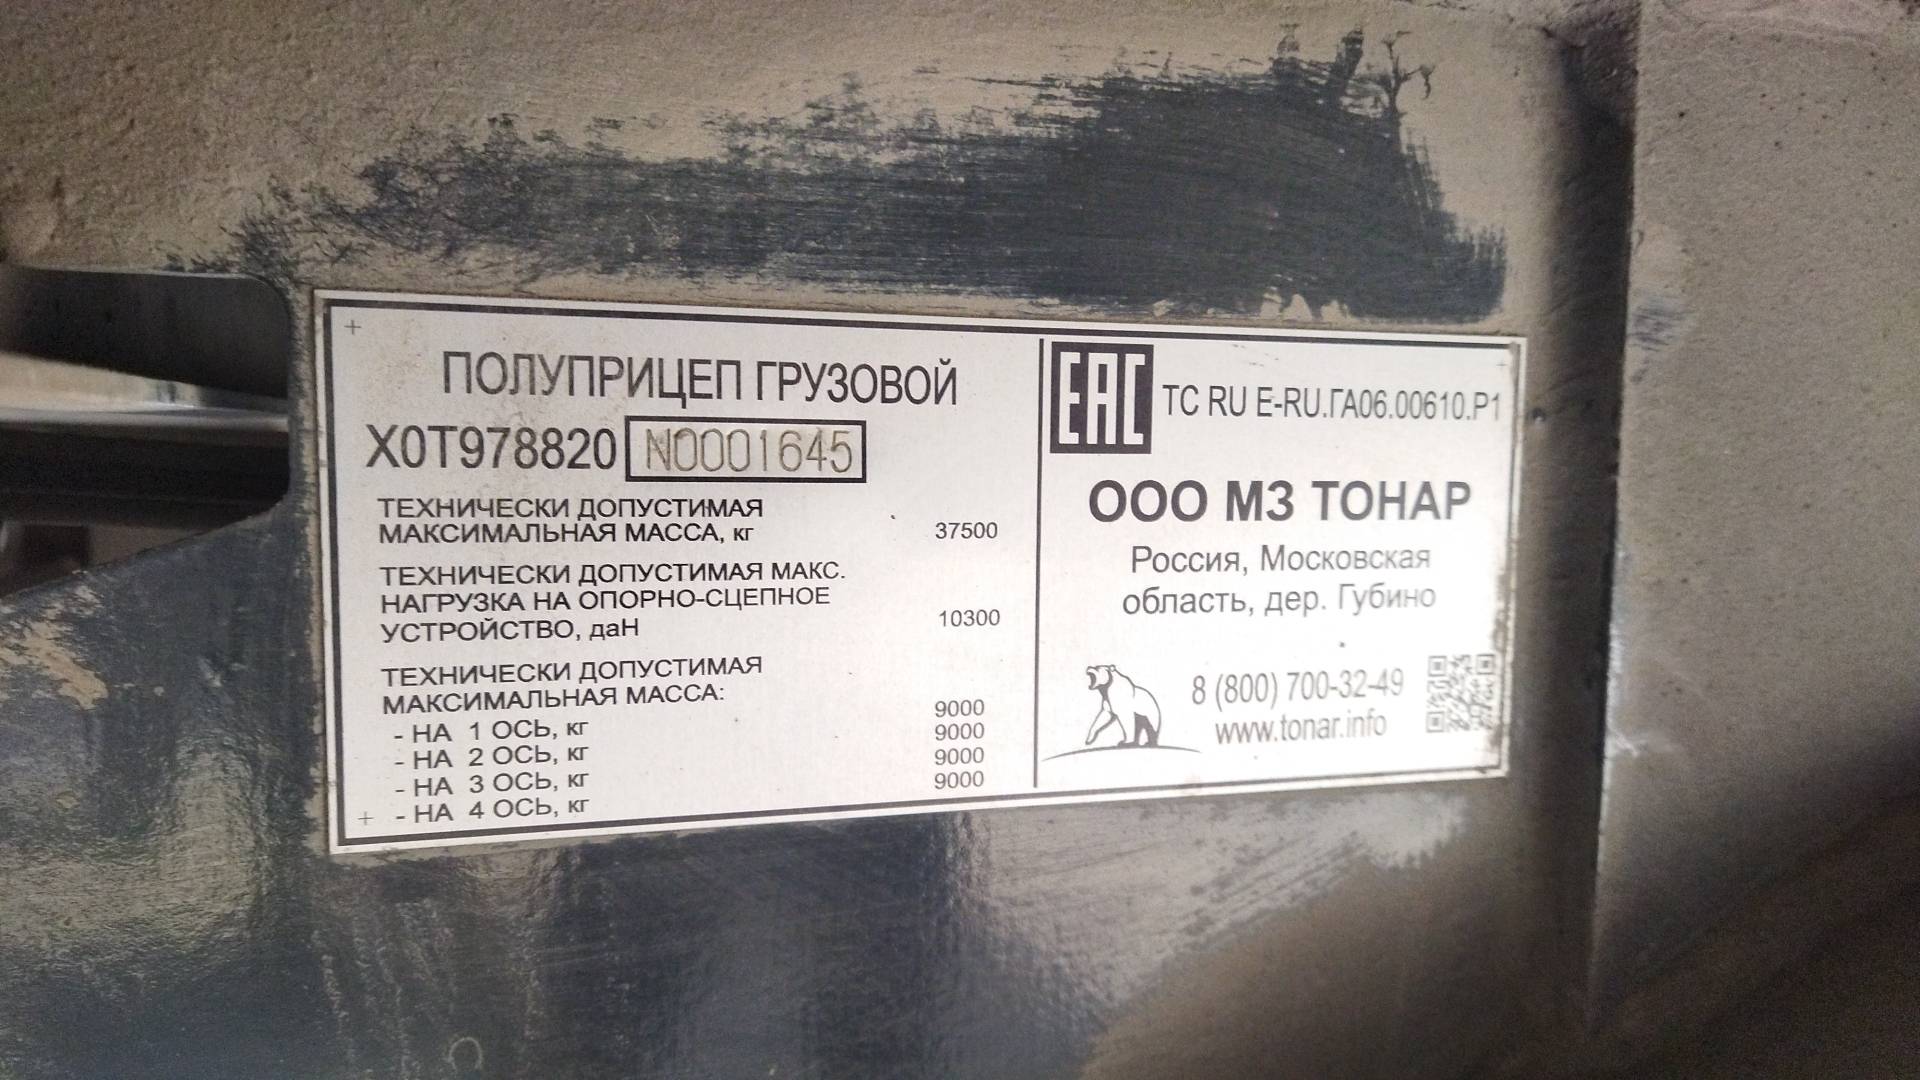 ПОЛУПРИЦЕП ГРУЗОВОЙ
X0T978820 N0001645
ТЕХНИЧЕСКИ ДОПУСТИМАЯ
МАКСИМАЛЬНАЯ МАССА, кг 37500
ТЕХНИЧЕСКИ ДОПУСТИМАЯ МАКС.
НАГРУЗКА НА ОПОРНО-СЦЕПНОЕ
УСТРОЙСТВО, даН 10300
ТЕХНИЧЕСКИ ДОПУСТИМАЯ
МАКСИМАЛЬНАЯ МАССА:
- НА 1 ОСЬ, кг 9000
- НА 2 ОСЬ, кг 9000
- НА 3 ОСЬ, кг 9000
- НА 4 ОСЬ, кг 9000
EAC ТС RU E-RU.ГА06.00610.Р1
ООО МЗ ТОНАР
Россия, Московская
область, дер. Губино
8 (800) 700-32-49
www.tonar.info